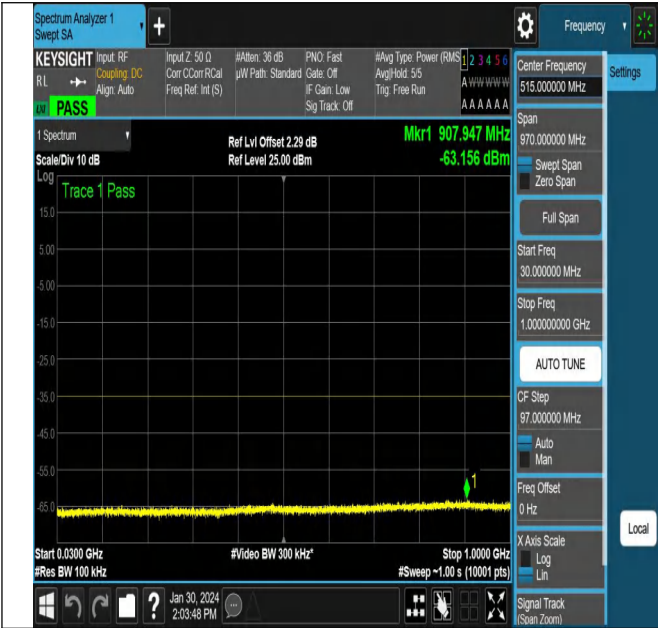 Spectrum Analyzer 1
Swept SA
+
Frequency
KEYSIGHT
RL
LXI
PASS
Input: RF
Coupling: DC
Align: Auto
Input Z: 50 Ω
Corr CCorr RCal
Freq Ref: Int (S)
#Atten: 36 dB
µW Path: Standard
PNO: Fast
Gate: Off
IF Gain: Low
Sig Track: Off
#Avg Type: Power (RMS
Avg|Hold: 5/5
Trig: Free Run
1 2 3 4 5 6
A W W W W W
A A A A A A
1 Spectrum
Scale/Div 10 dB
Ref Lvl Offset 2.29 dB
Ref Level 25.00 dBm
Mkr1 907.947 MHz
-63.156 dBm
Log
Trace 1 Pass
15.0
5.00
-5.00
-15.0
-25.0
-35.0
-45.0
-55.0
-65.0
1
Start 0.0300 GHz
#Res BW 100 kHz
#Video BW 300 kHz*
Stop 1.0000 GHz
#Sweep ~1.00 s (10001 pts)
Jan 30, 2024
2:03:48 PM
Center Frequency
515.000000 MHz
Settings
Span
970.000000 MHz
Swept Span
Zero Span
Full Span
Start Freq
30.000000 MHz
Stop Freq
1.000000000 GHz
AUTO TUNE
CF Step
97.000000 MHz
Auto
Man
Freq Offset
0 Hz
X Axis Scale
Log
Lin
Local
Signal Track
(Span Zoom)